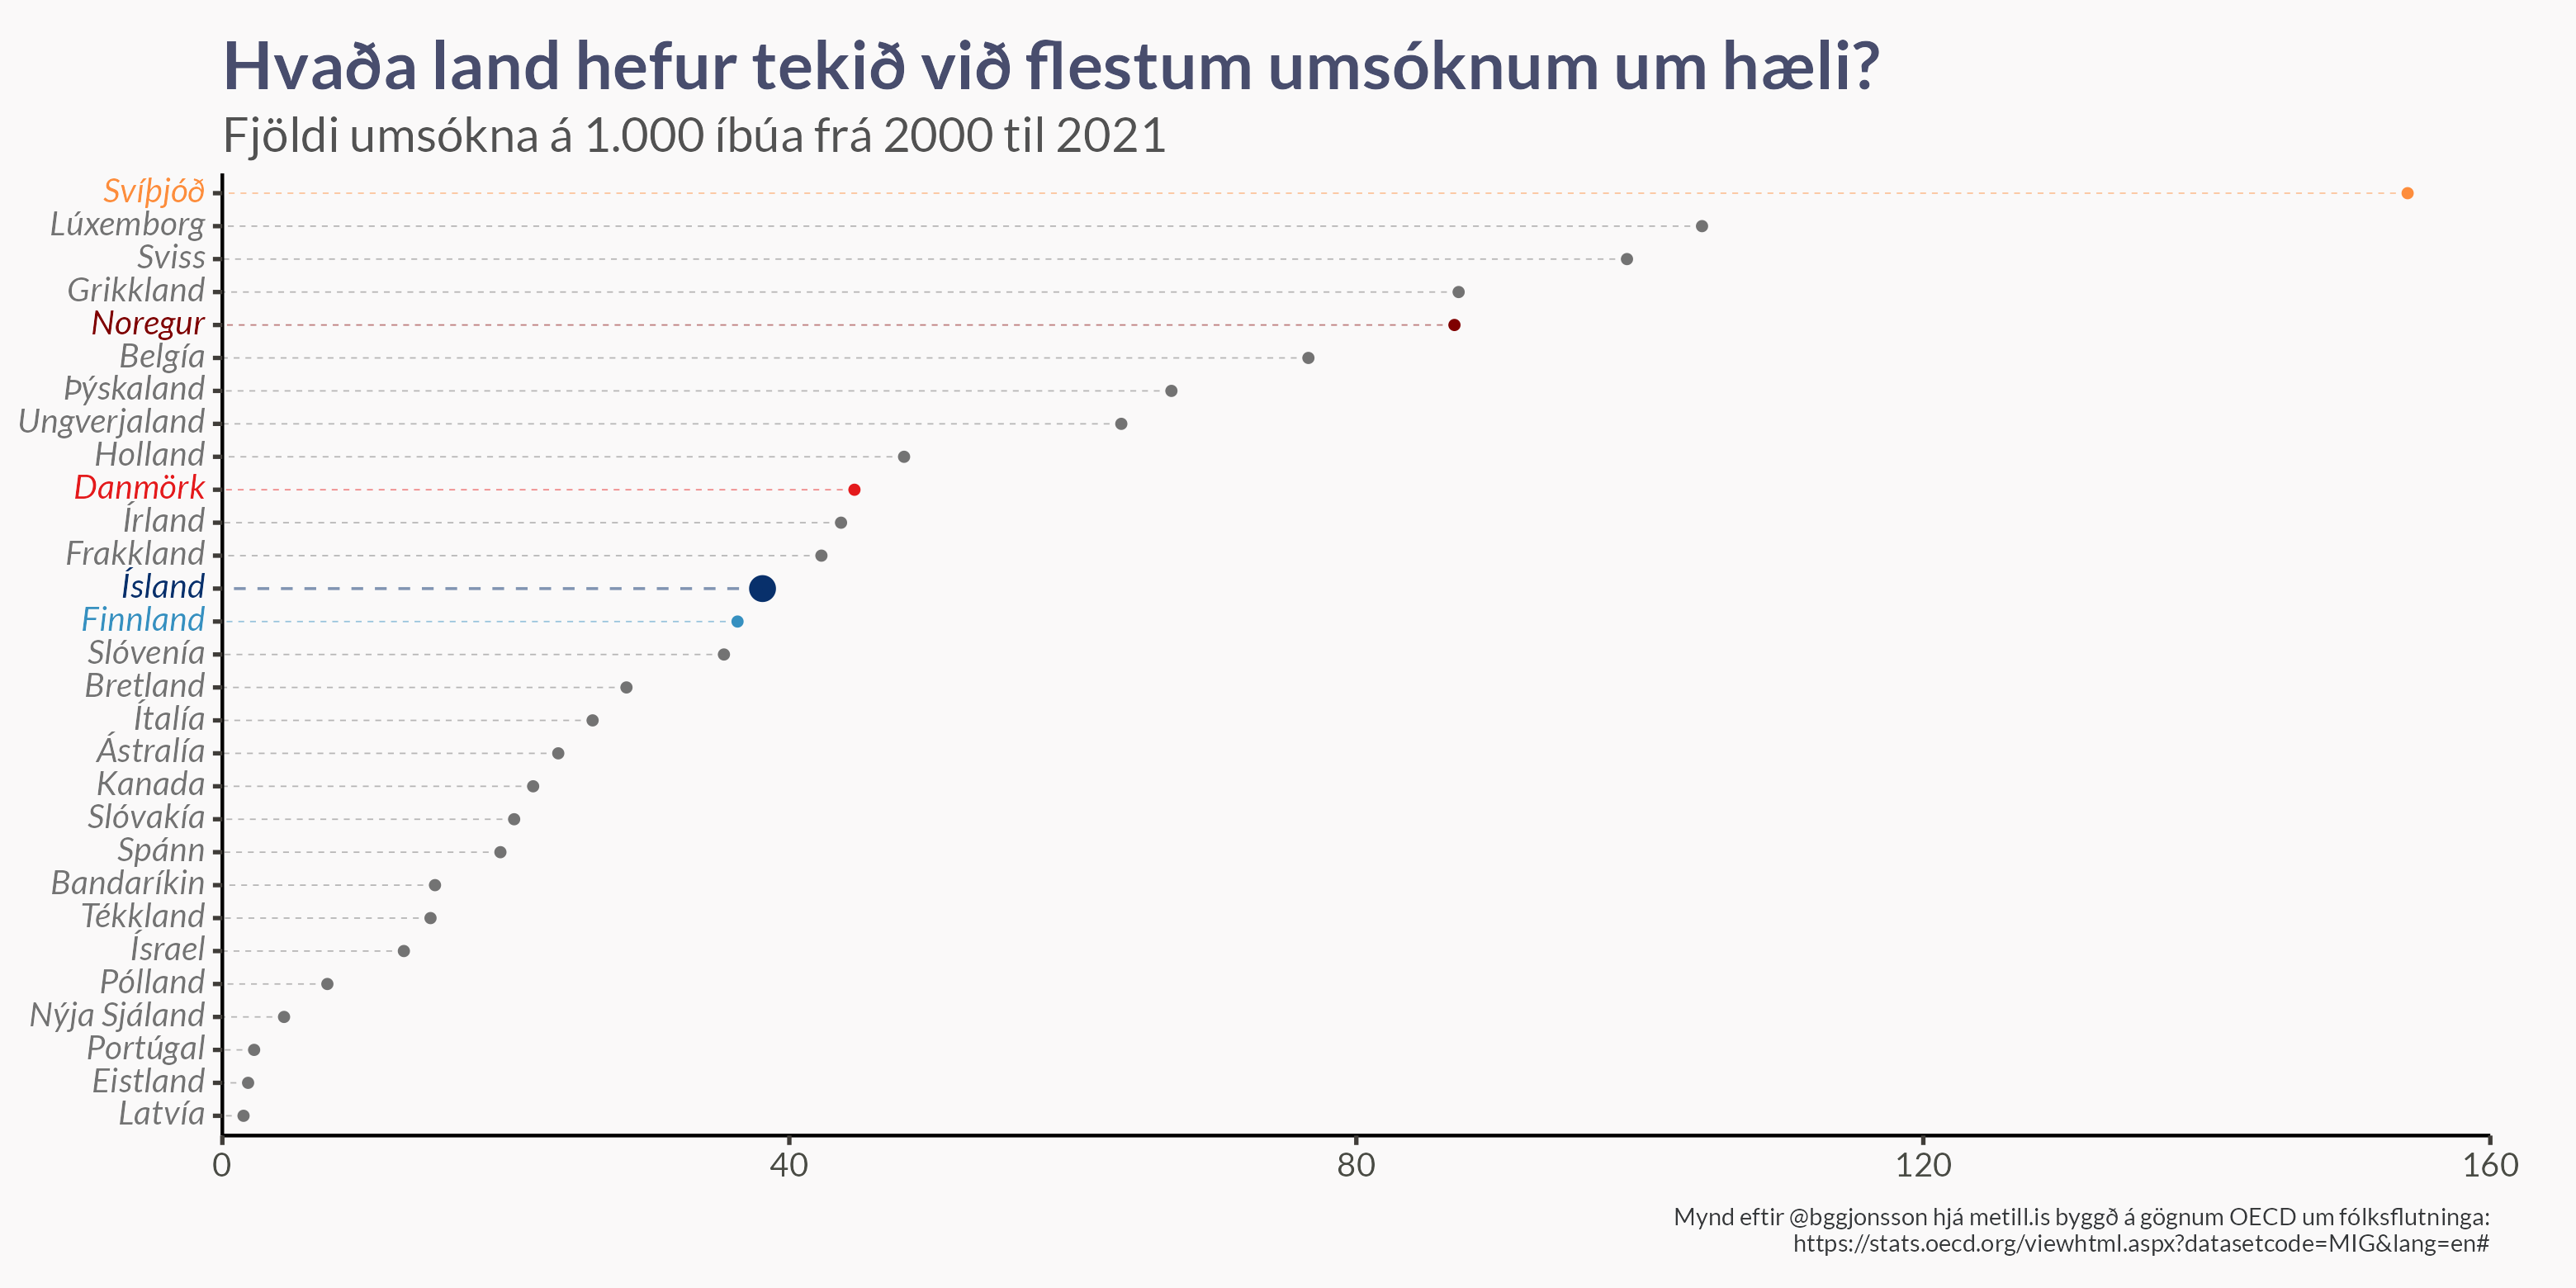 Hvaða land hefur tekið við flestum umsóknum um hæli?
Fjöldi umsókna á 1.000 íbúa frá 2000 til 2021
Svíþjóð
Lúxemborg
Sviss
Grikkland
Noregur
Belgía
Þýskaland
Ungverjaland
Holland
Danmörk
Írland
Frakkland
Ísland
Finnland
Slóvenía
Bretland
Ítalía
Ástralía
Kanada
Slóvakía
Spánn
Bandaríkin
Tékkland
Ísrael
Pólland
Nýja Sjáland
Portúgal
Eistland
Latvía
0 40 80 120 160
Mynd eftir @bggjonsson hjá metill.is byggð á gögnum OECD um fólksflutninga:
https://stats.oecd.org/viewhtml.aspx?datasetcode=MIG&lang=en#